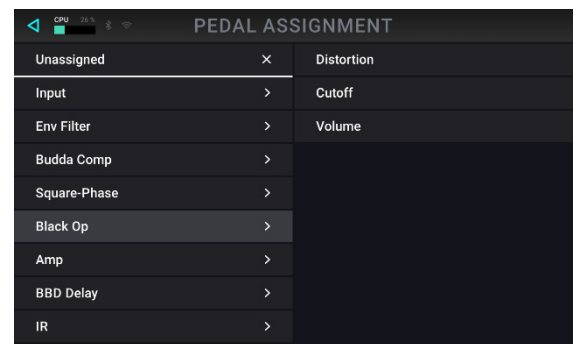 CPU 26 %
PEDAL ASSIGNMENT
Unassigned
Input
Env Filter
Budda Comp
Square-Phase
Black Op
Amp
BBD Delay
IR
Distortion
Cutoff
Volume